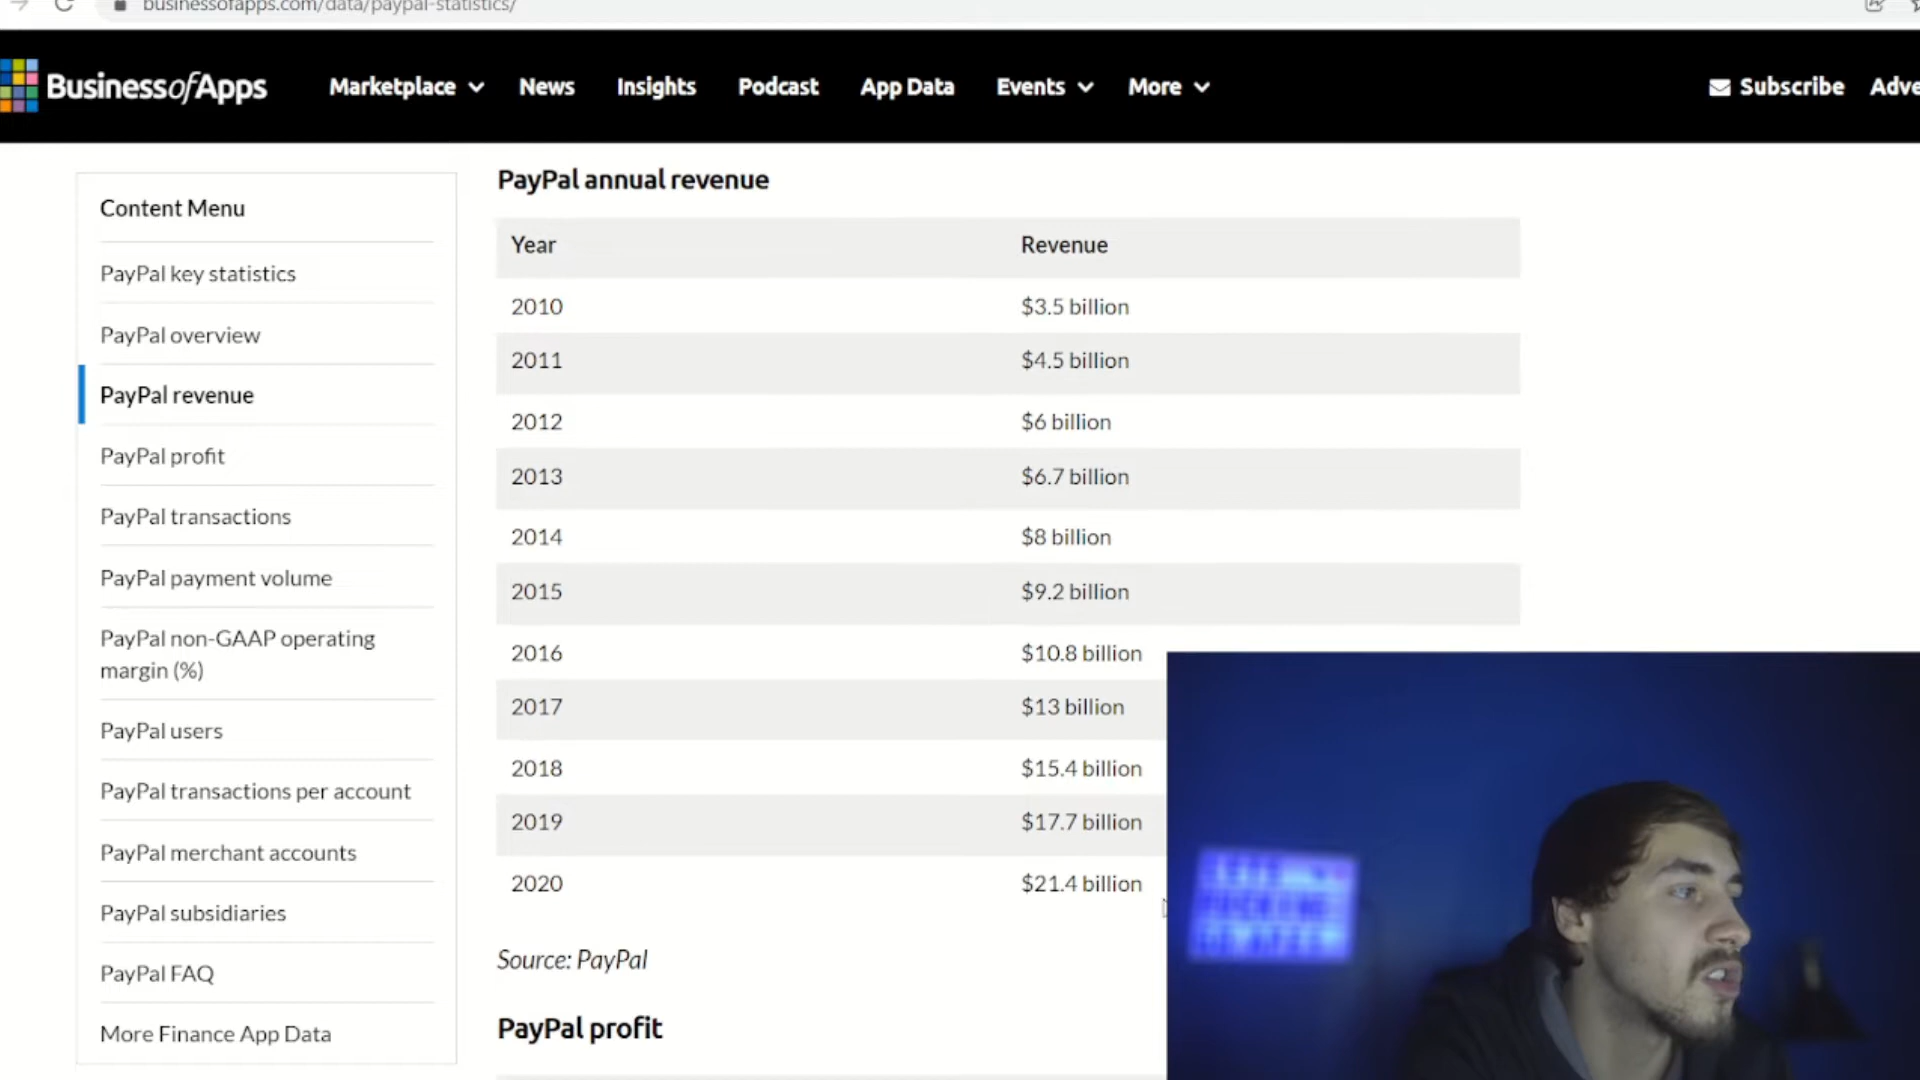 businessofapps.com/data/paypal-statistics/
BusinessofApps Marketplace News Insights Podcast App Data Events More Subscribe Adve
Content Menu
PayPal key statistics
PayPal overview
PayPal revenue
PayPal profit
PayPal transactions
PayPal payment volume
PayPal non-GAAP operating
margin (%)
PayPal users
PayPal transactions per account
PayPal merchant accounts
PayPal subsidiaries
PayPal FAQ
More Finance App Data
PayPal annual revenue
Year Revenue
2010 $3.5 billion
2011 $4.5 billion
2012 $6 billion
2013 $6.7 billion
2014 $8 billion
2015 $9.2 billion
2016 $10.8 billion
2017 $13 billion
2018 $15.4 billion
2019 $17.7 billion
2020 $21.4 billion
Source: PayPal
PayPal profit